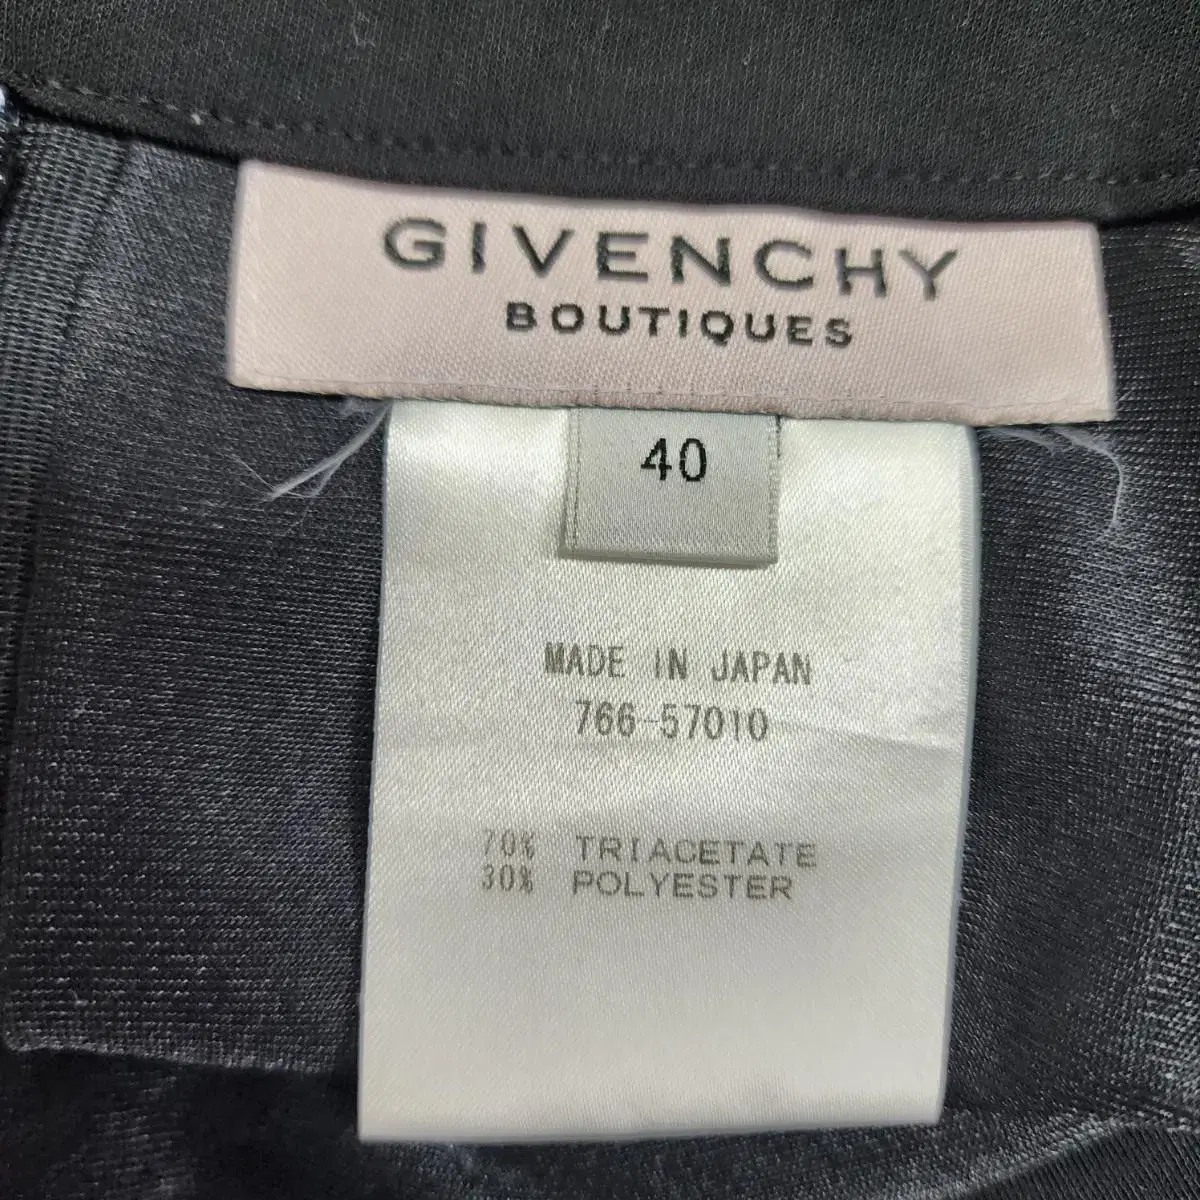 GIVENCHY
BOUTIQUES
40
MADE IN JAPAN
766-57010
70% TRIACETATE
30% POLYESTER